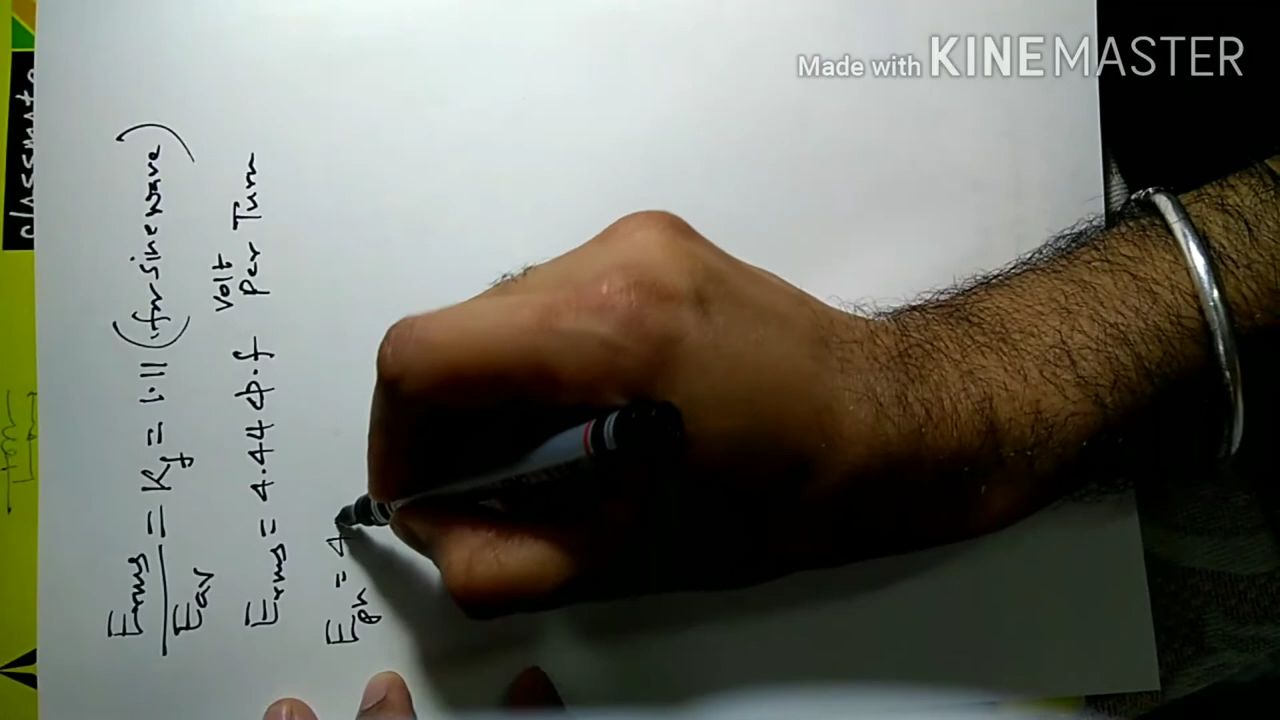 Made with KINEMASTER
classmate
Erms/Eav = Kf = 1.11 (for sine wave)
Erms = 4.44 φ.f volt per Turn
Eph = 4